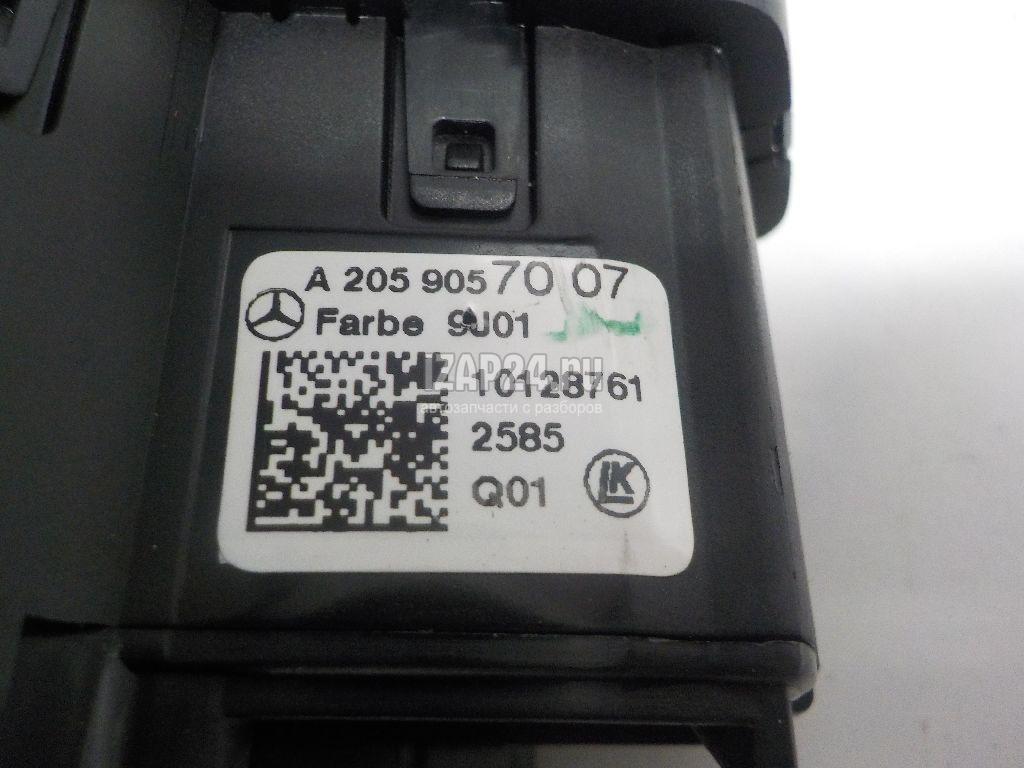 A 205 905 70 07
Farbe 9J01
IZAP24.ru
10128761
автозапчасти с разборов
2585
Q01
LK